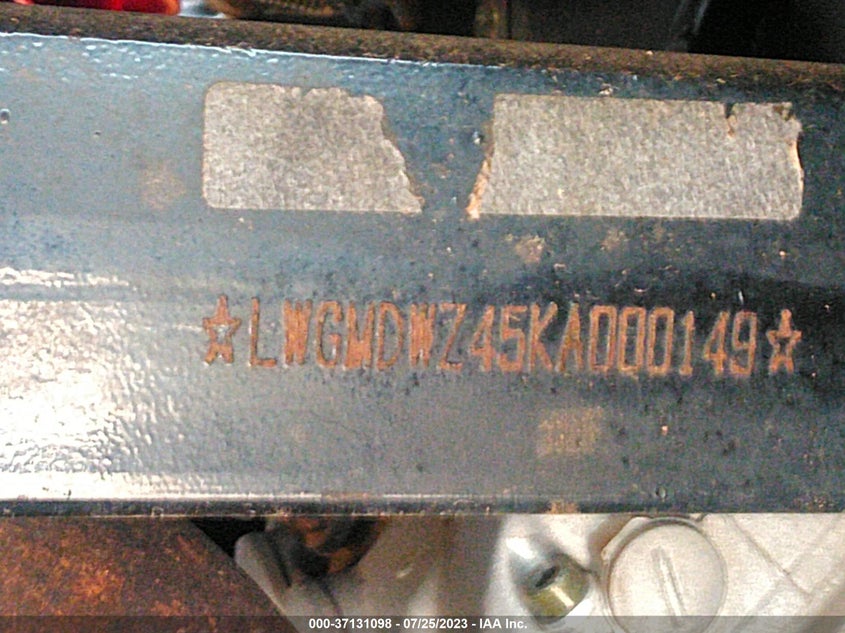 ☆LWGMDWZ45KA000149☆
000-37131098 - 07/25/2023 - IAA Inc.